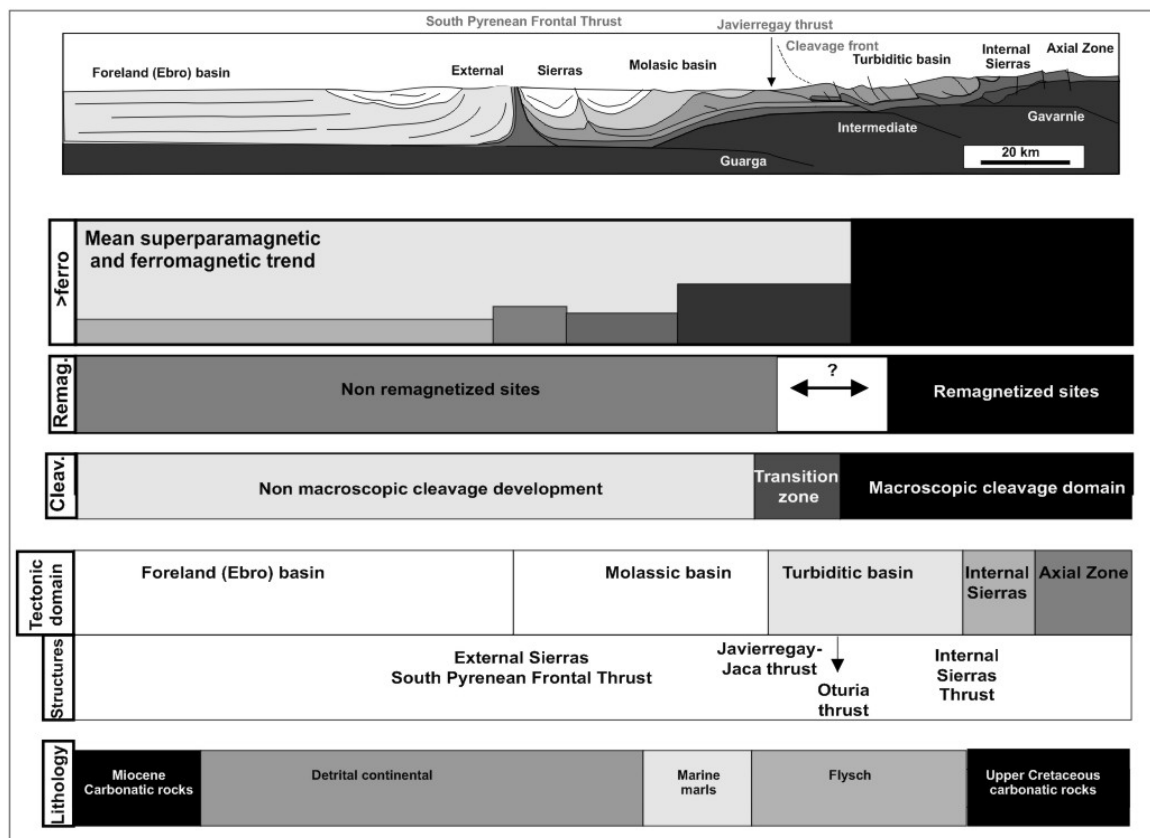 South Pyrenean Frontal Thrust
Javierregay thrust
Cleavage front
Foreland (Ebro) basin
External
Sierras
Molasic basin
Turbiditic basin
Internal
Sierras
Axial Zone
Guarga
Intermediate
Gavarnie
20 km
>ferro
Mean superparamagnetic
and ferromagnetic trend
Remag.
Non remagnetized sites
?
Remagnetized sites
Cleav.
Non macroscopic cleavage development
Transition
zone
Macroscopic cleavage domain
Tectonic
domain
Foreland (Ebro) basin
Molassic basin
Turbiditic basin
Internal
Sierras
Axial Zone
Structures
External Sierras
South Pyrenean Frontal Thrust
Javierregay-
Jaca thrust
Oturia
thrust
Internal
Sierras
Thrust
Lithology
Miocene
Carbonatic rocks
Detrital continental
Marine
marls
Flysch
Upper Cretaceous
carbonatic rocks